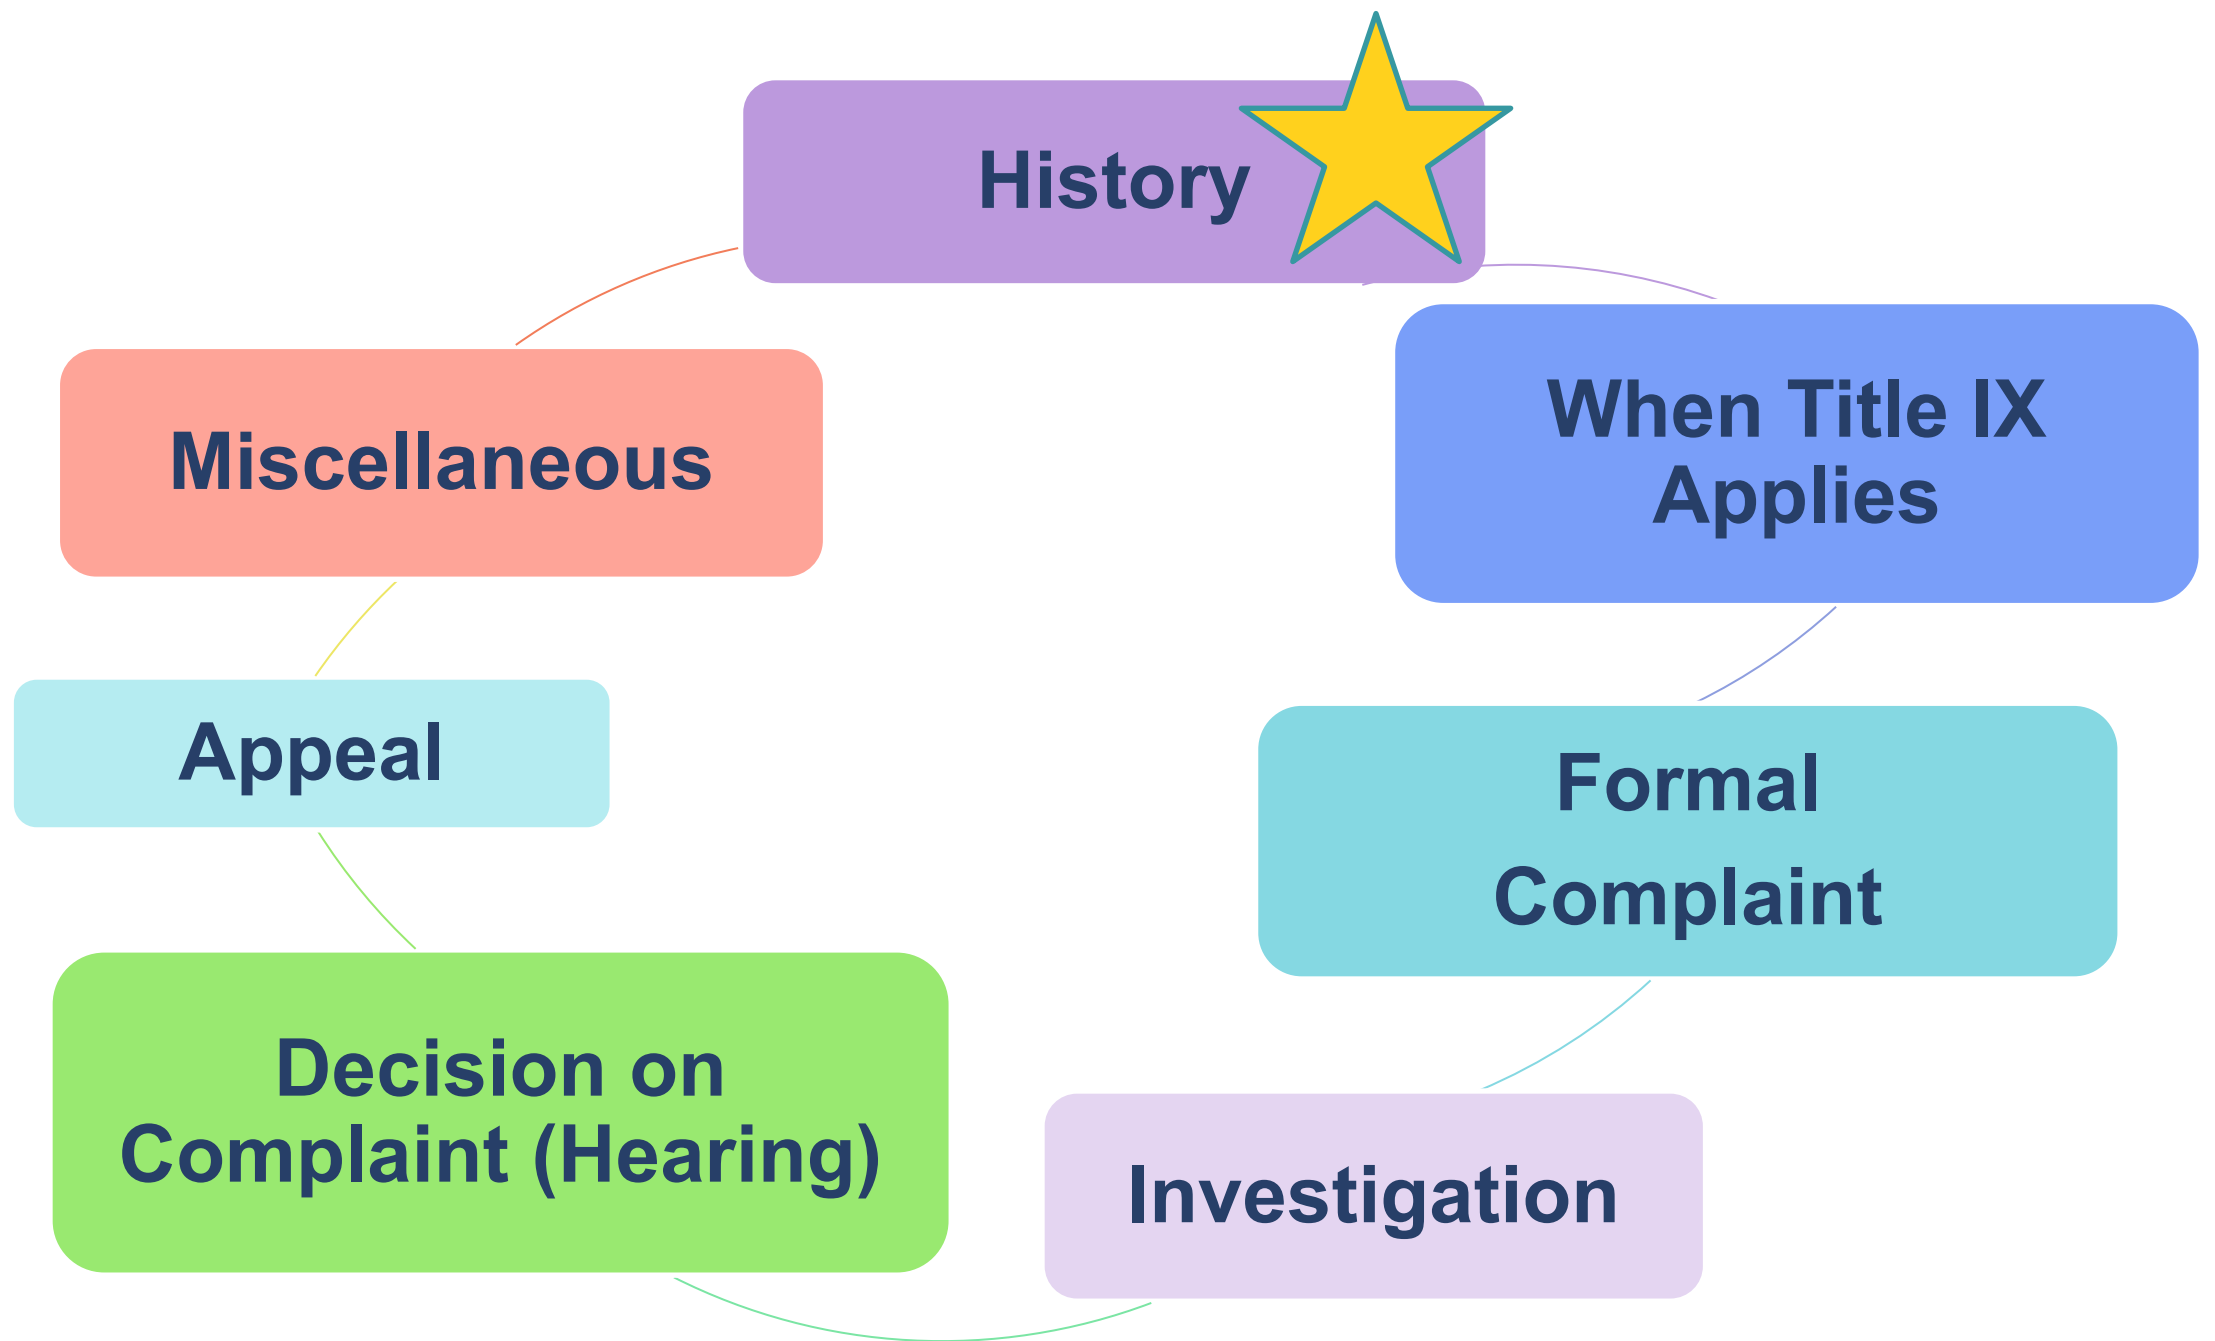 History
When Title IX
Applies
Formal
Complaint
Investigation
Decision on
Complaint (Hearing)
Appeal
Miscellaneous